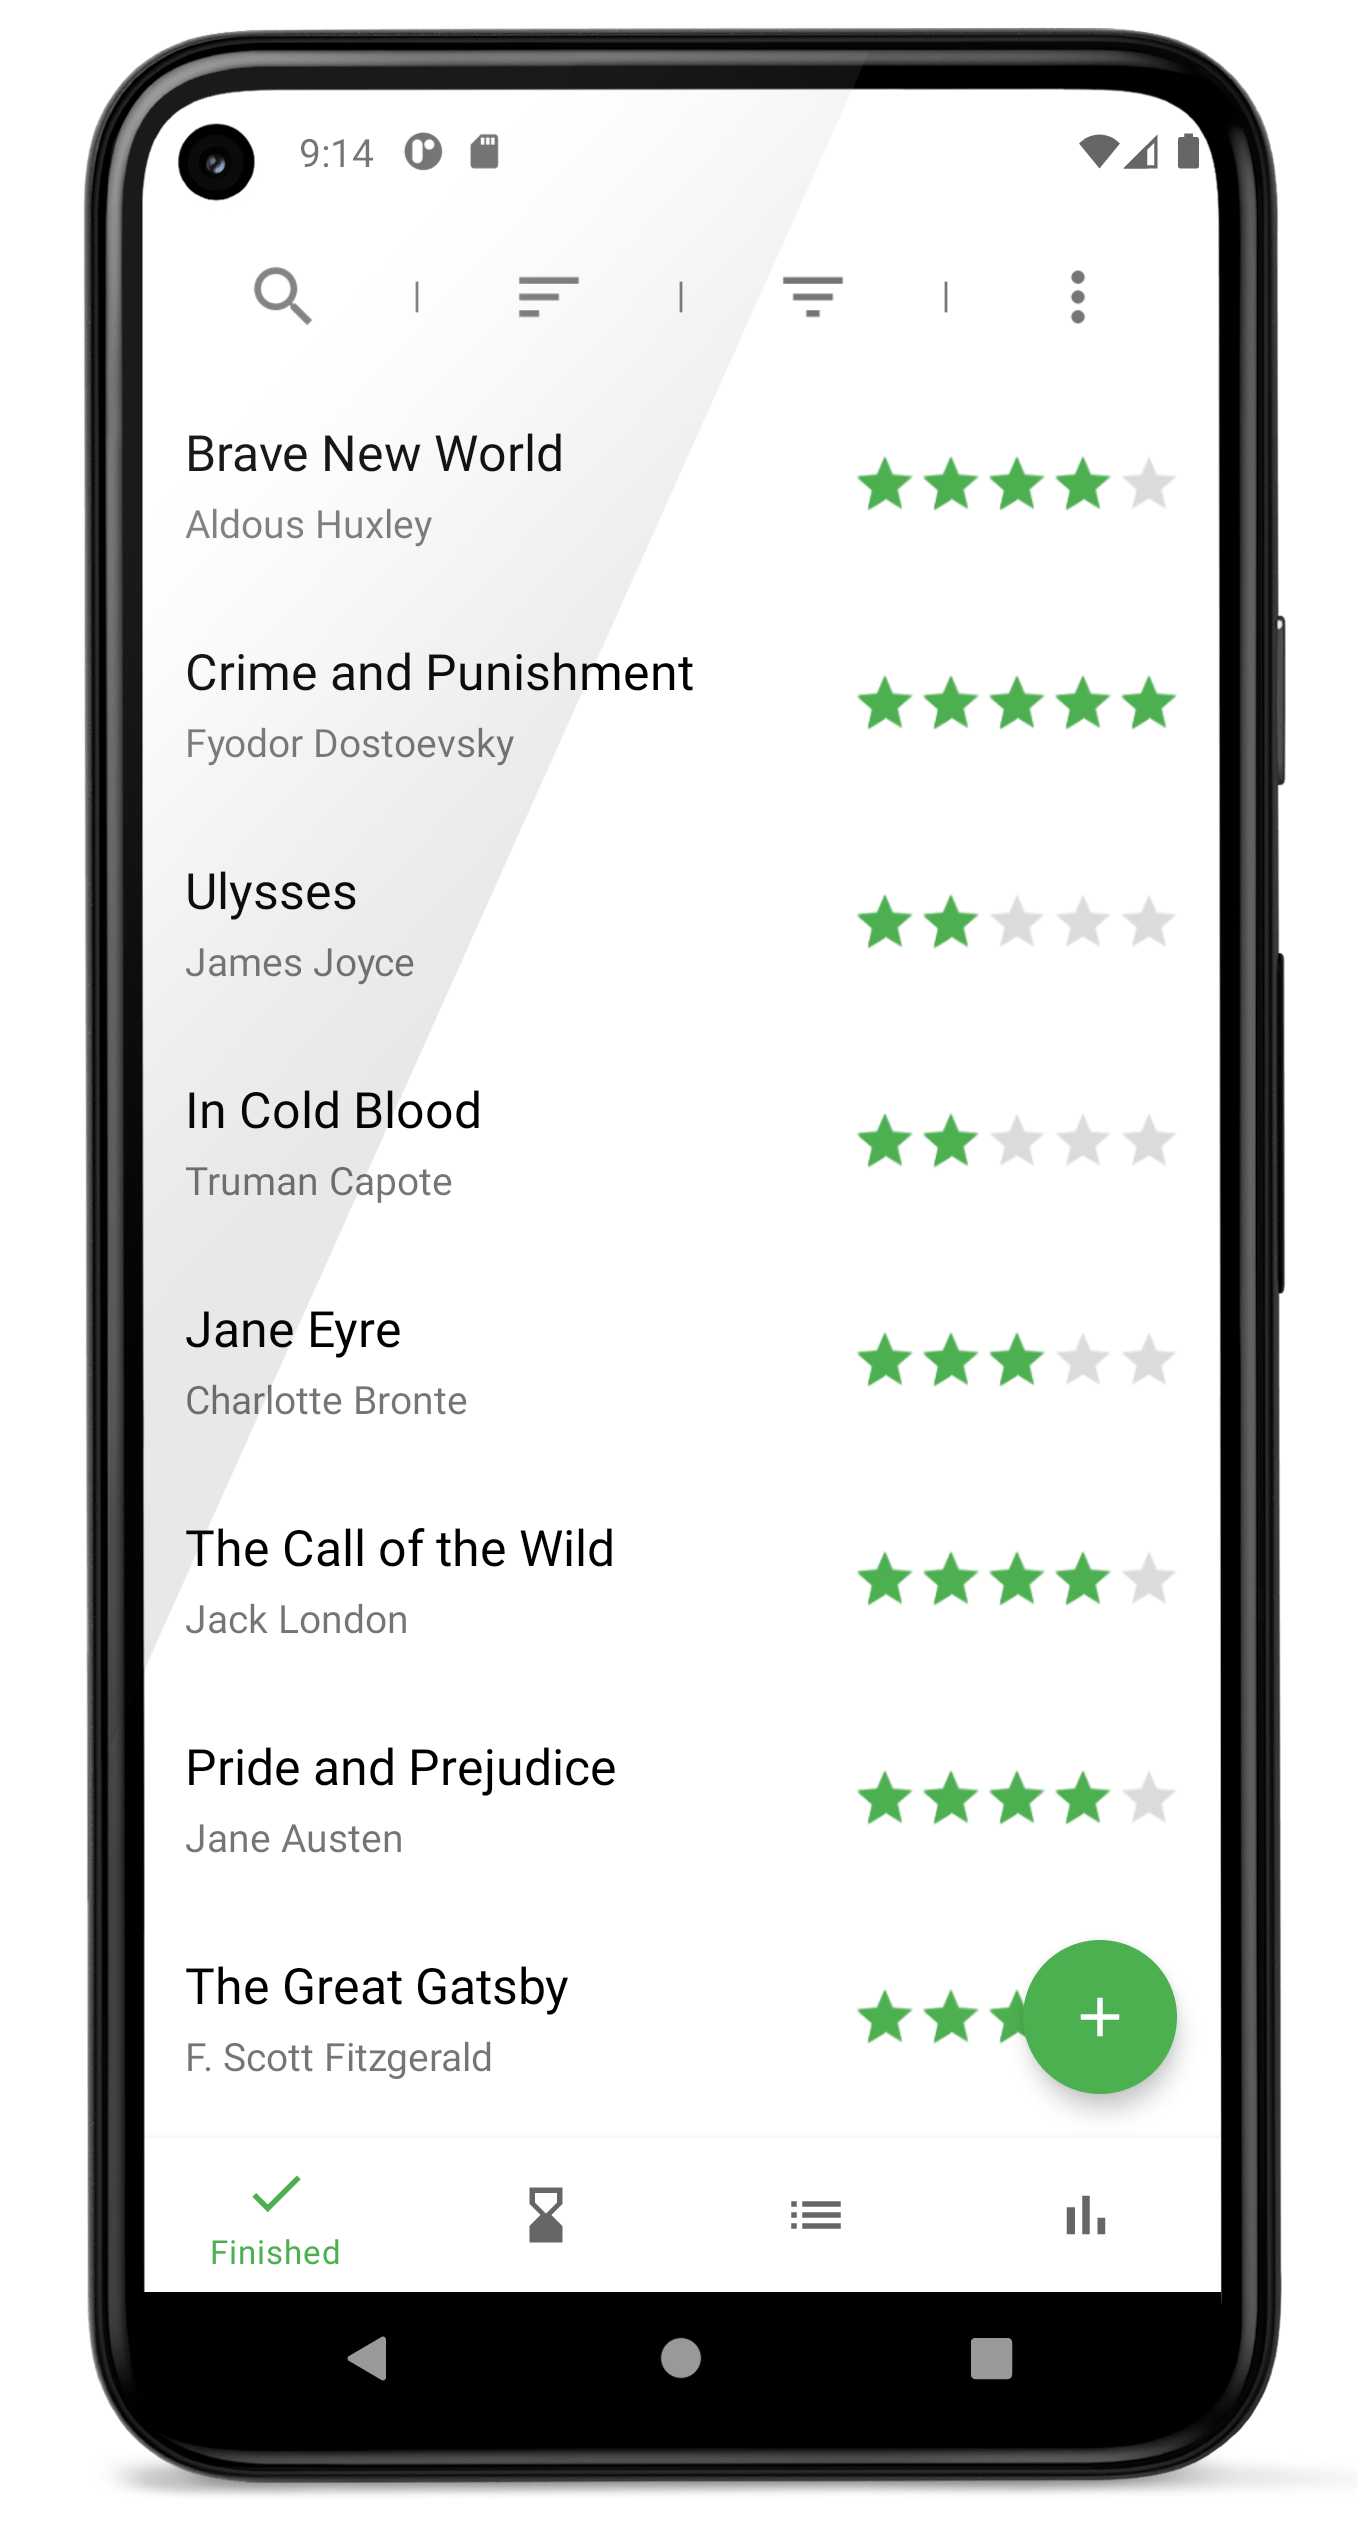 9:14
Brave New World
Aldous Huxley
Crime and Punishment
Fyodor Dostoevsky
Ulysses
James Joyce
In Cold Blood
Truman Capote
Jane Eyre
Charlotte Bronte
The Call of the Wild
Jack London
Pride and Prejudice
Jane Austen
The Great Gatsby
F. Scott Fitzgerald
Finished